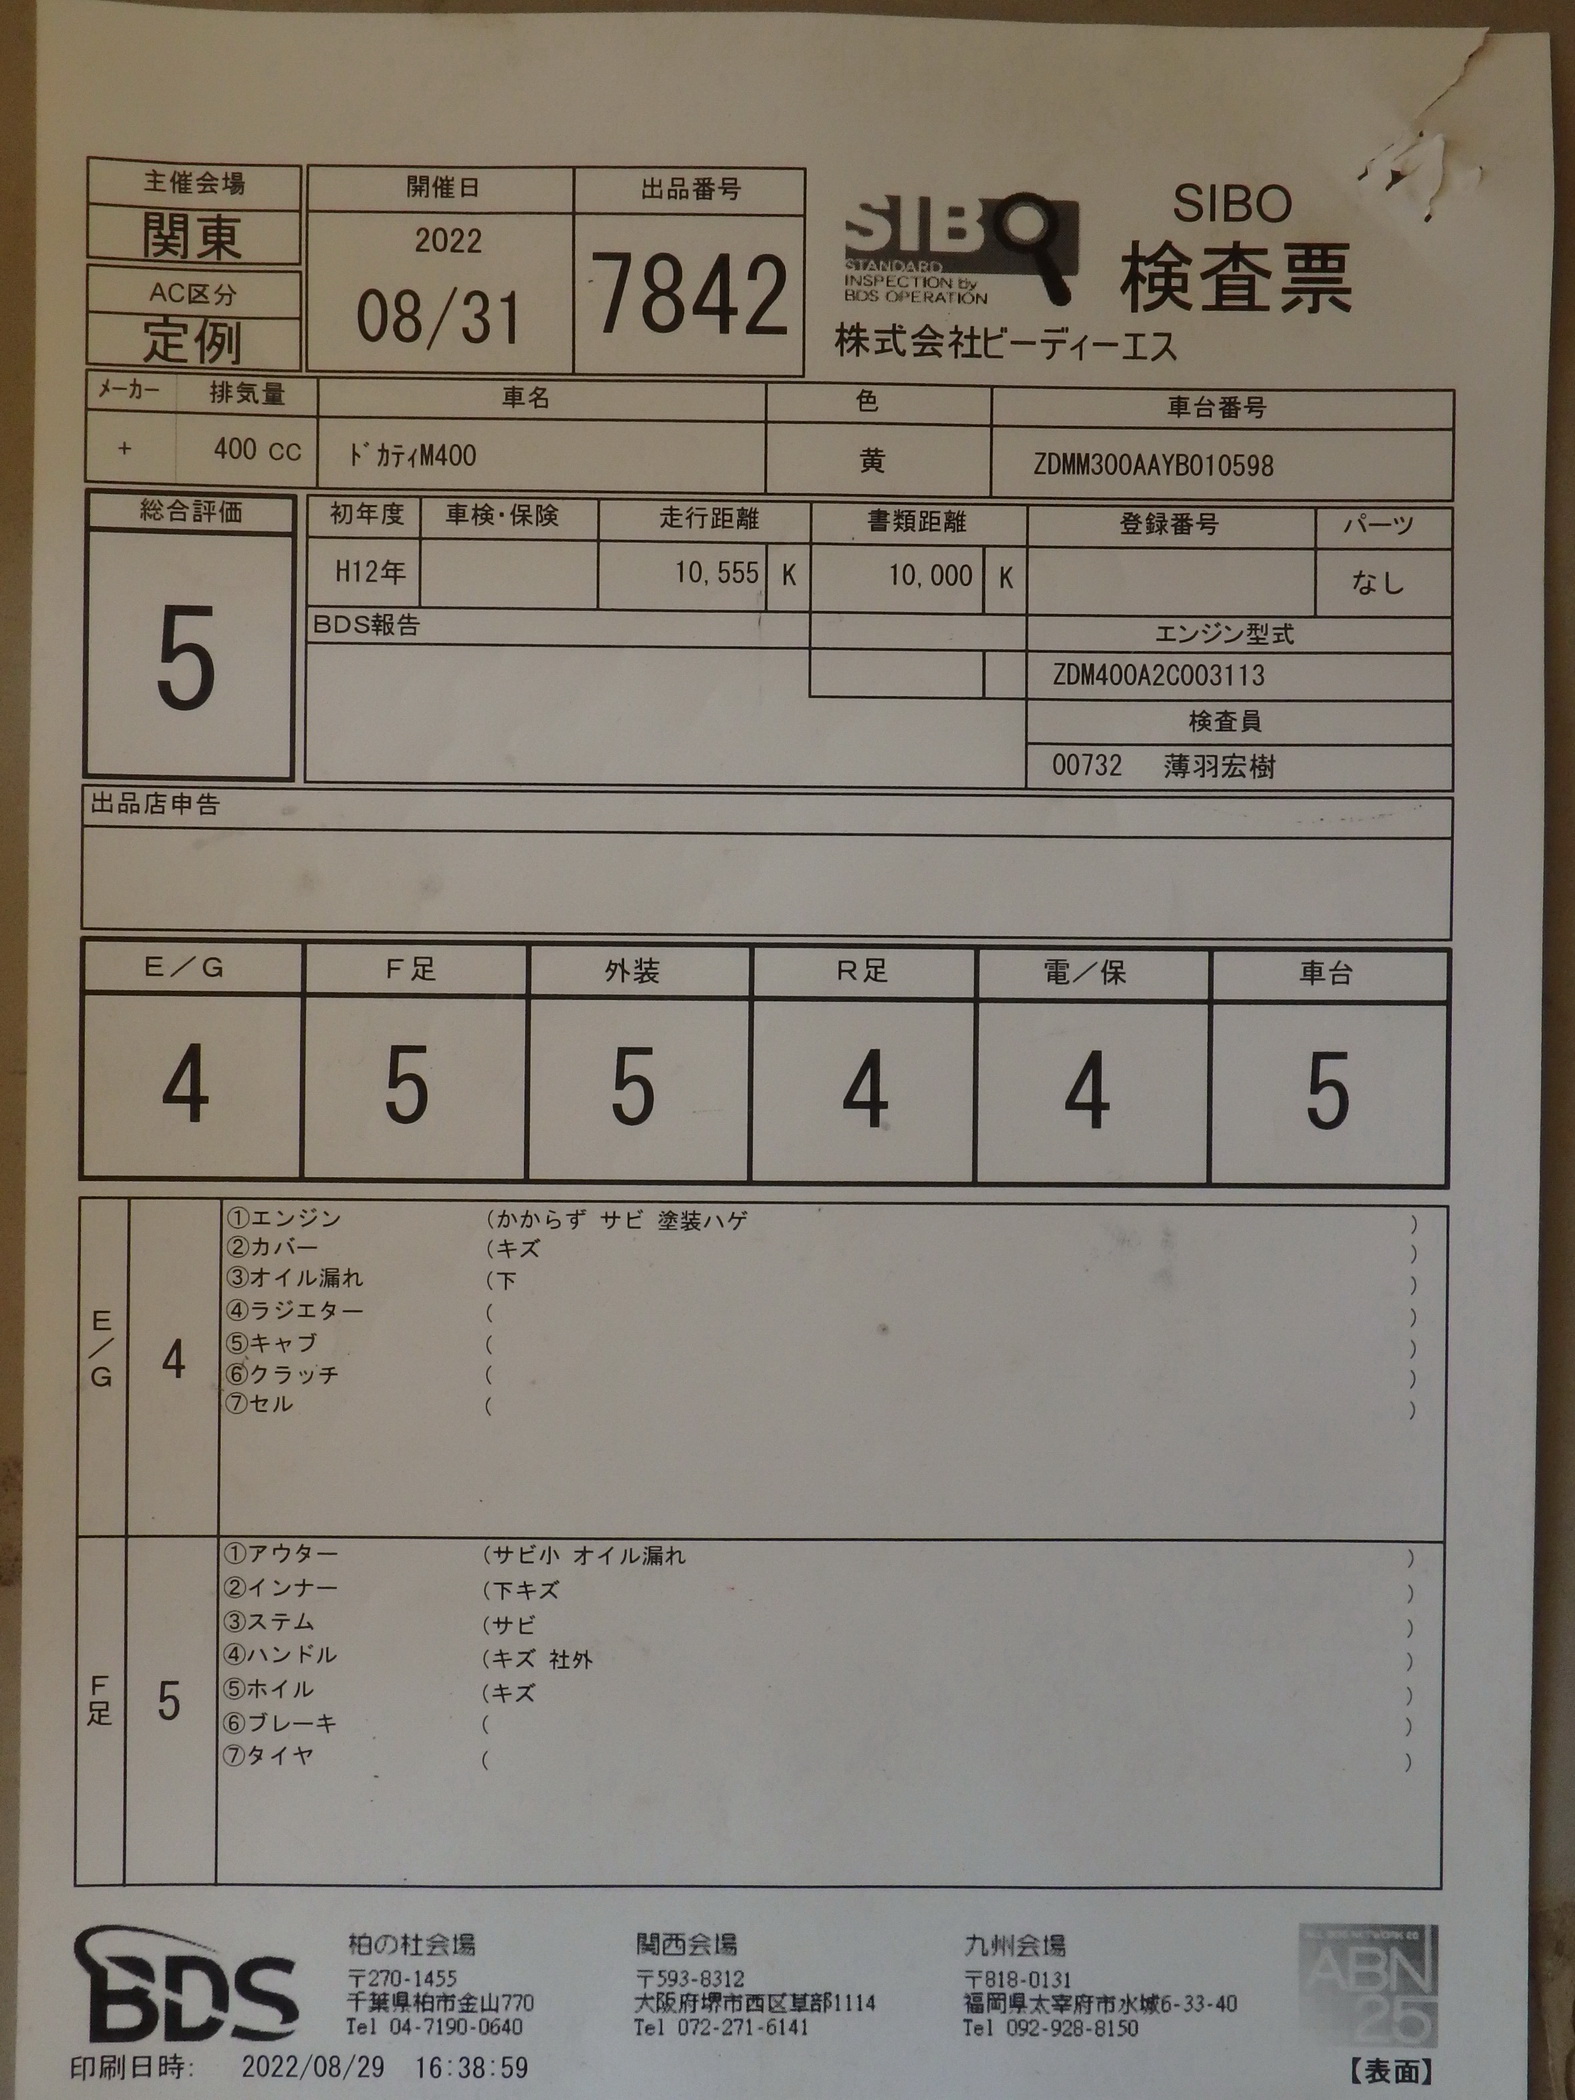 主催会場 開催日 出品番号
関東 2022 08/31 7842
AC区分
定例
SIBO
STANDARD
INSPECTION by
BDS OPERATION
SIBO
検査票
株式会社ビーディーエス
メーカー 排気量 車名 色 車台番号
+ 400 CC ドカティM400 黄 ZDMM300AAYB010598
総合評価 初年度 車検・保険 走行距離 書類距離 登録番号 パーツ
5 H12年 10,555 K 10,000 K なし
BDS報告 エンジン型式
ZDM400A2C003113
検査員
00732 薄羽宏樹
出品店申告
E/G F足 外装 R足 電/保 車台
4 5 5 4 4 5
E/G 4
①エンジン (かからず サビ 塗装ハゲ )
②カバー (キズ )
③オイル漏れ (下 )
④ラジエター ( )
⑤キャブ ( )
⑥クラッチ ( )
⑦セル ( )
F足 5
①アウター (サビ小 オイル漏れ )
②インナー (下キズ )
③ステム (サビ )
④ハンドル (キズ 社外 )
⑤ホイル (キズ )
⑥ブレーキ ( )
⑦タイヤ ( )
BDS
柏の杜会場
〒270-1455
千葉県柏市金山770
Tel 04-7190-0640
関西会場
〒593-8312
大阪府堺市西区草部1114
Tel 072-271-6141
九州会場
〒818-0131
福岡県太宰府市水城6-33-40
Tel 092-928-8150
ABN
25
印刷日時: 2022/08/29 16:38:59
【表面】